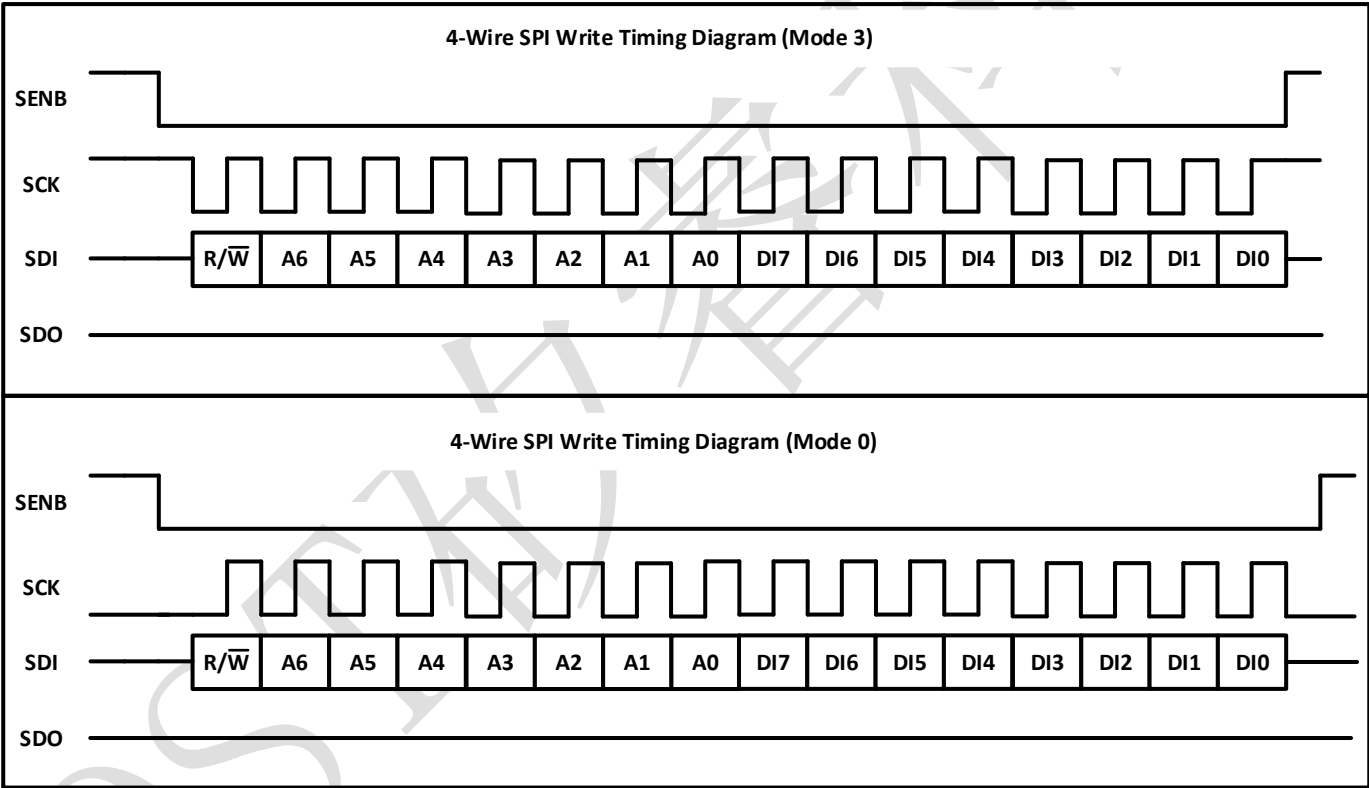 4-Wire SPI Write Timing Diagram (Mode 3)
SENB
SCK
SDI R/W̅ A6 A5 A4 A3 A2 A1 A0 DI7 DI6 DI5 DI4 DI3 DI2 DI1 DI0
SDO
4-Wire SPI Write Timing Diagram (Mode 0)
SENB
SCK
SDI R/W̅ A6 A5 A4 A3 A2 A1 A0 DI7 DI6 DI5 DI4 DI3 DI2 DI1 DI0
SDO